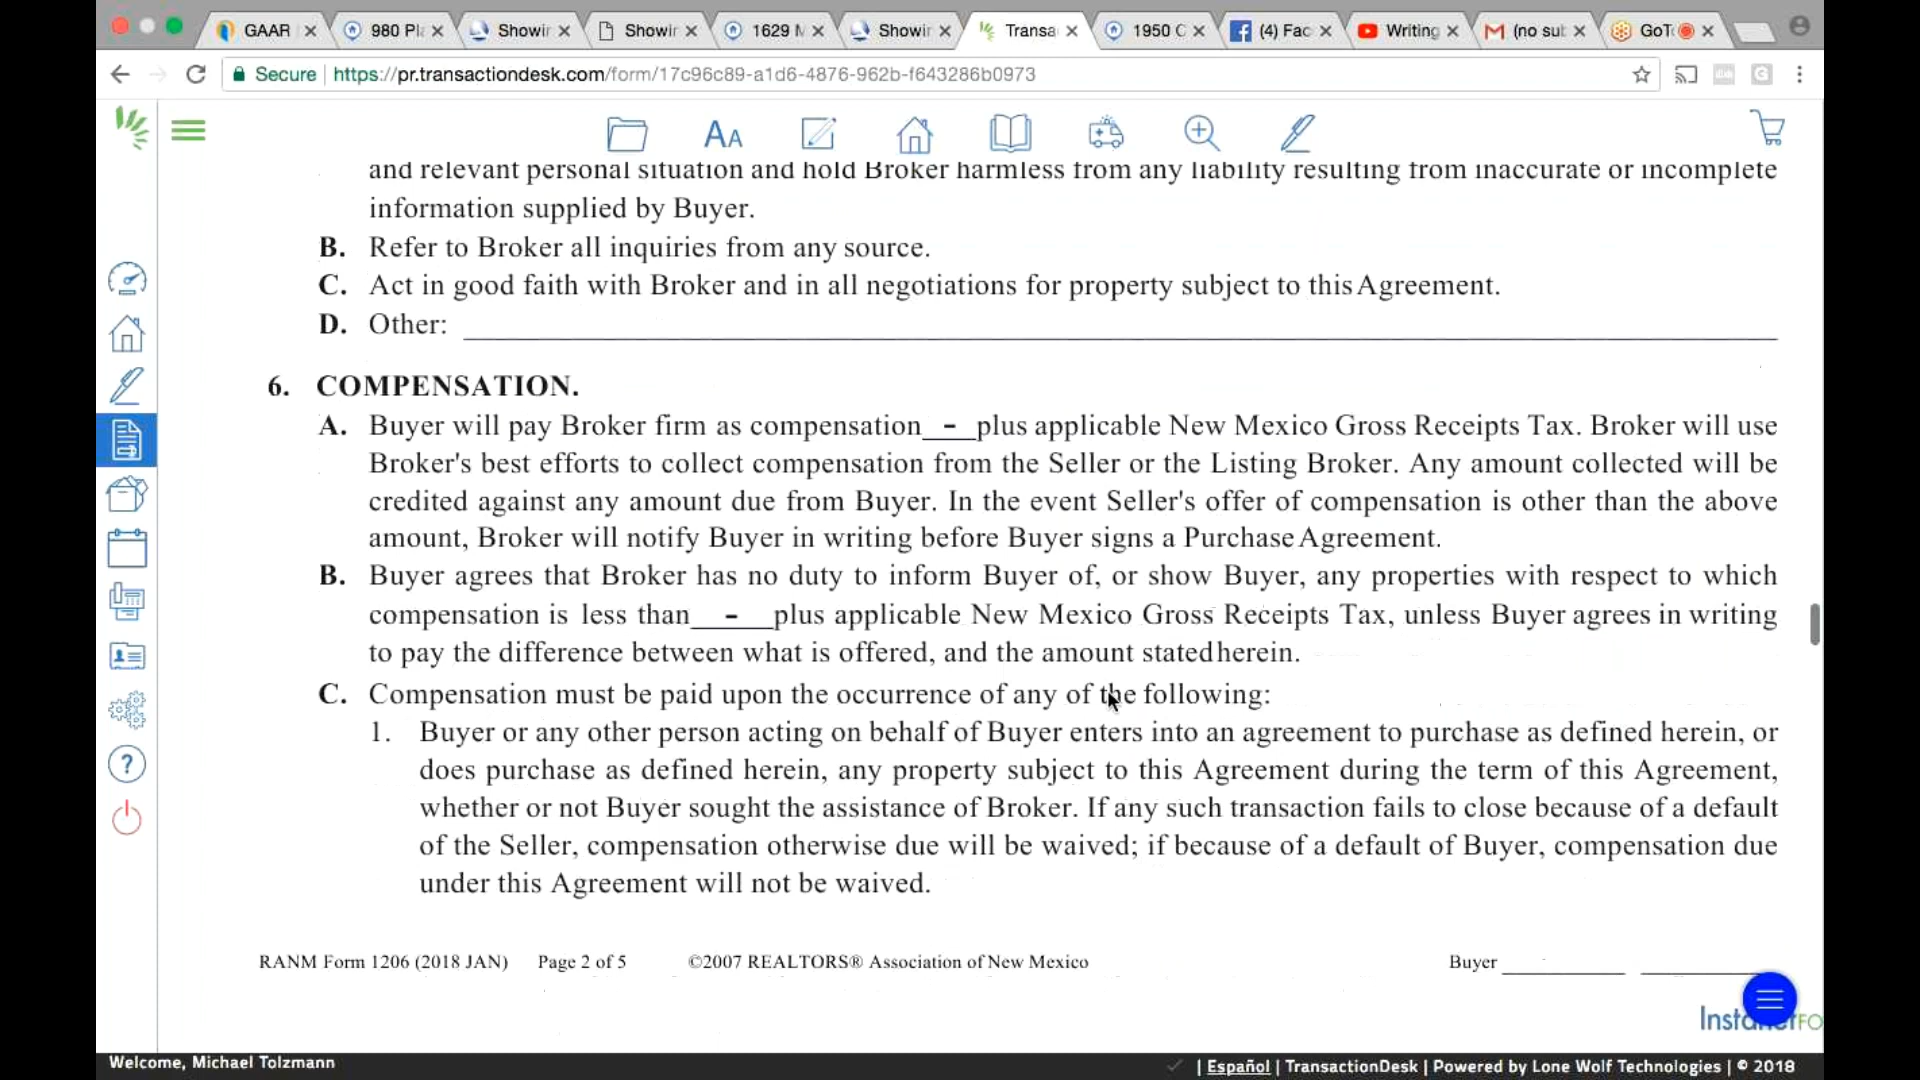 GAAR
980 Pla
Showin
Showin
1629 M
Showin
Transa
1950 C
(4) Fac
Writing
(no sub
GoTo
Secure
https://pr.transactiondesk.com/form/17c96c89-a1d6-4876-962b-f643286b0973
AA
and relevant personal situation and hold Broker harmless from any liability resulting from inaccurate or incomplete
information supplied by Buyer.
B. Refer to Broker all inquiries from any source.
C. Act in good faith with Broker and in all negotiations for property subject to this Agreement.
D. Other:
6. COMPENSATION.
A. Buyer will pay Broker firm as compensation - plus applicable New Mexico Gross Receipts Tax. Broker will use
Broker's best efforts to collect compensation from the Seller or the Listing Broker. Any amount collected will be
credited against any amount due from Buyer. In the event Seller's offer of compensation is other than the above
amount, Broker will notify Buyer in writing before Buyer signs a Purchase Agreement.
B. Buyer agrees that Broker has no duty to inform Buyer of, or show Buyer, any properties with respect to which
compensation is less than - plus applicable New Mexico Gross Receipts Tax, unless Buyer agrees in writing
to pay the difference between what is offered, and the amount stated herein.
C. Compensation must be paid upon the occurrence of any of the following:
1. Buyer or any other person acting on behalf of Buyer enters into an agreement to purchase as defined herein, or
does purchase as defined herein, any property subject to this Agreement during the term of this Agreement,
whether or not Buyer sought the assistance of Broker. If any such transaction fails to close because of a default
of the Seller, compensation otherwise due will be waived; if because of a default of Buyer, compensation due
under this Agreement will not be waived.
RANM Form 1206 (2018 JAN) Page 2 of 5 ©2007 REALTORS® Association of New Mexico Buyer
Welcome, Michael Tolzmann
| Español | TransactionDesk | Powered by Lone Wolf Technologies | © 2018